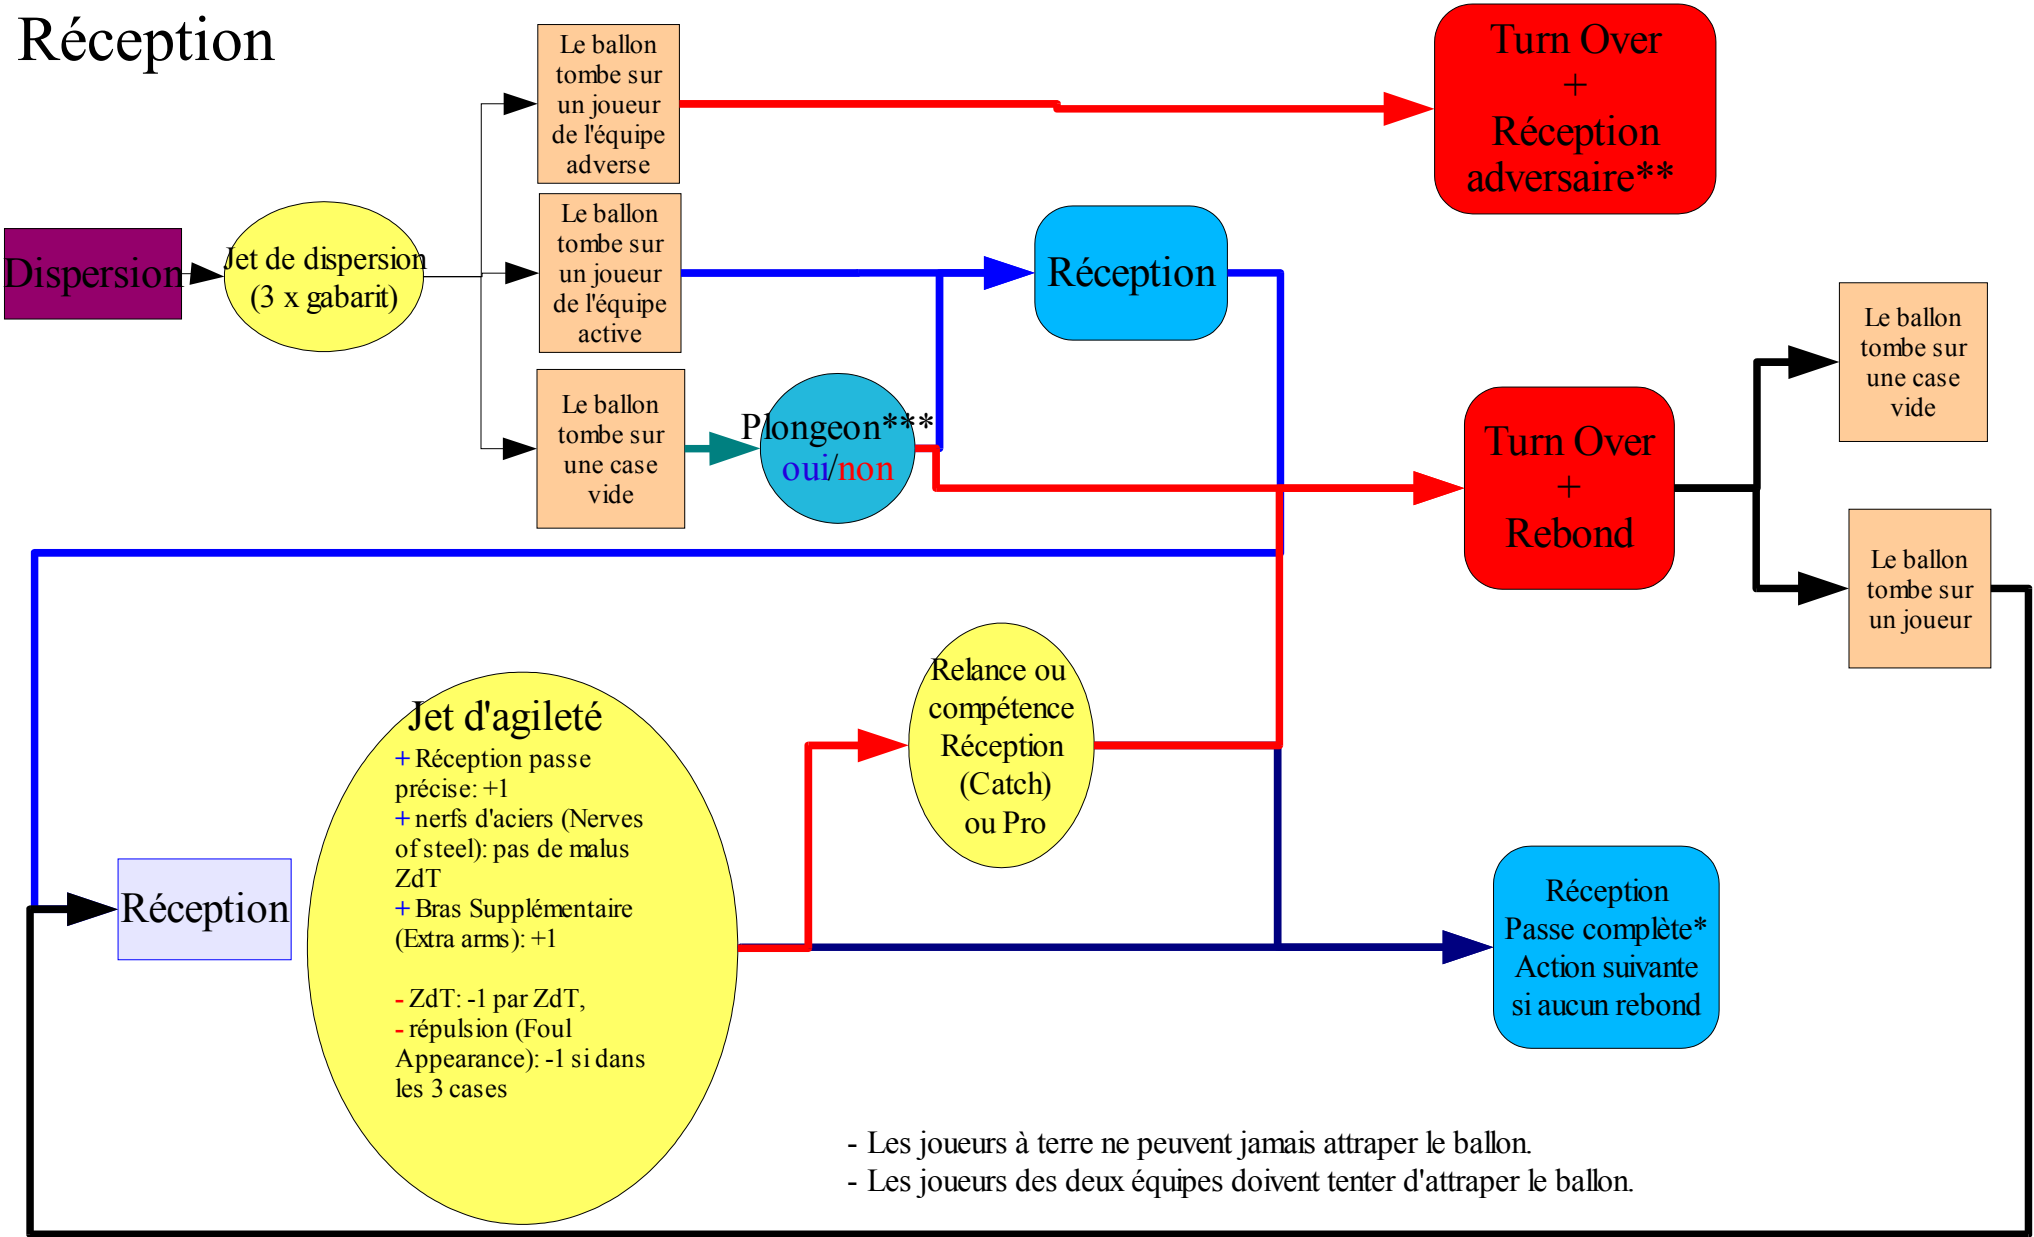 Réception
Le ballon
tombe sur
un joueur
de l'équipe
adverse
Turn Over
+
Réception
adversaire**
Dispersion
Jet de dispersion
(3 x gabarit)
Le ballon
tombe sur
un joueur
de l'équipe
active
Réception
Le ballon
tombe sur
une case
vide
Plongeon***
oui/non
Turn Over
+
Rebond
Le ballon
tombe sur
une case
vide
Le ballon
tombe sur
un joueur
Réception
Jet d'agileté
+ Réception passe
précise: +1
+ nerfs d'aciers (Nerves
of steel): pas de malus
ZdT
+ Bras Supplémentaire
(Extra arms): +1
- ZdT: -1 par ZdT,
- répulsion (Foul
Appearance): -1 si dans
les 3 cases
Relance ou
compétence
Réception
(Catch)
ou Pro
Réception
Passe complète*
Action suivante
si aucun rebond
- Les joueurs à terre ne peuvent jamais attraper le ballon.
- Les joueurs des deux équipes doivent tenter d'attraper le ballon.